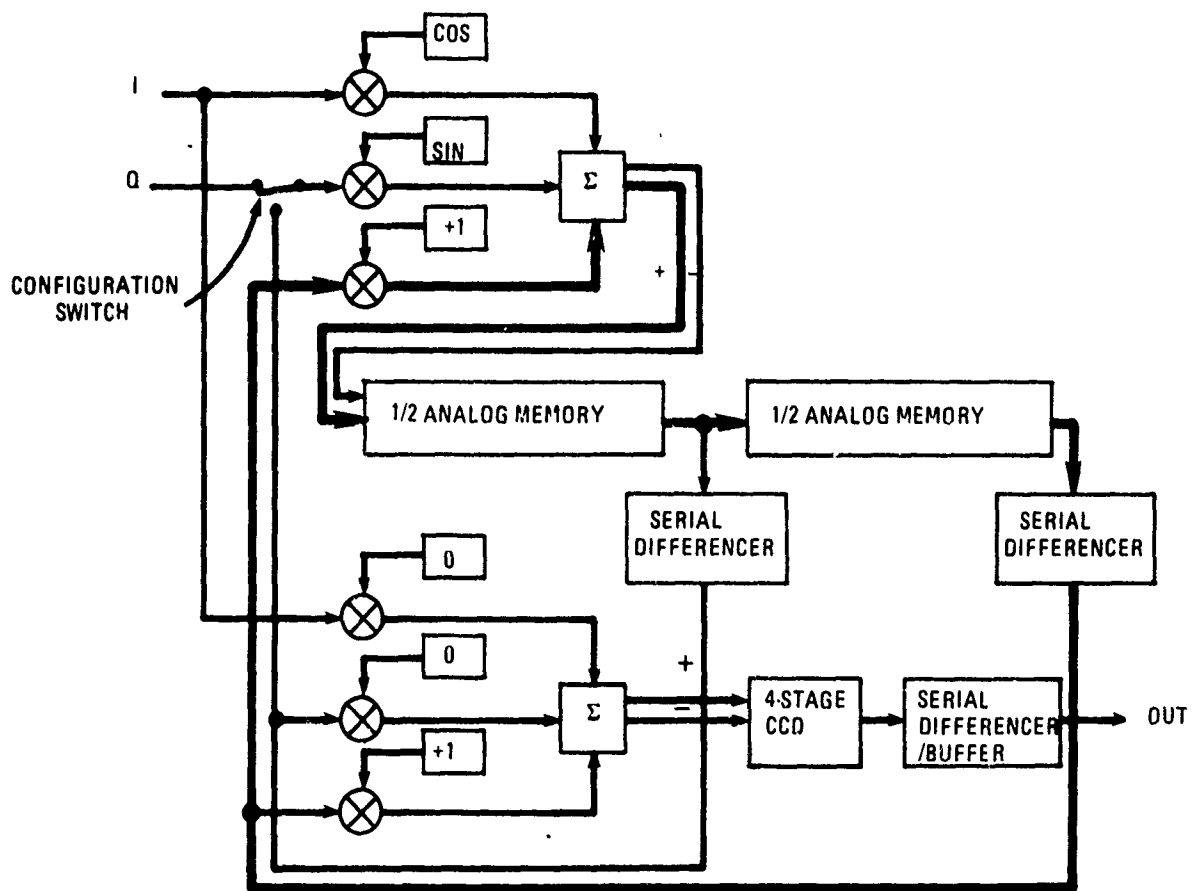 COS
I
SIN
Q
Σ
+1
CONFIGURATION
SWITCH
+ −
1/2 ANALOG MEMORY
1/2 ANALOG MEMORY
SERIAL
DIFFERENCER
SERIAL
DIFFERENCER
0
0
+
−
Σ
4-STAGE
CCD
SERIAL
DIFFERENCER
/BUFFER
OUT
+1